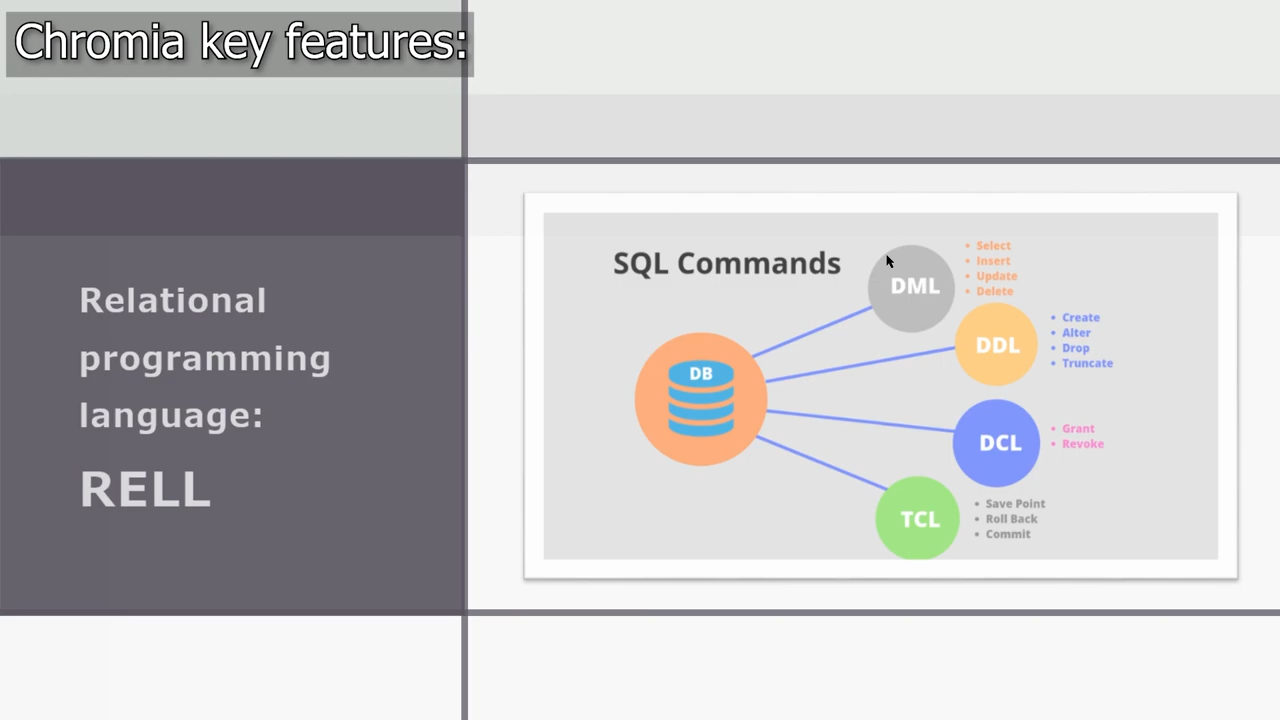 Chromia key features:
Relational
programming
language:
RELL
SQL Commands
DB
DML
• Select
• Insert
• Update
• Delete
DDL
• Create
• Alter
• Drop
• Truncate
DCL
• Grant
• Revoke
TCL
• Save Point
• Roll Back
• Commit